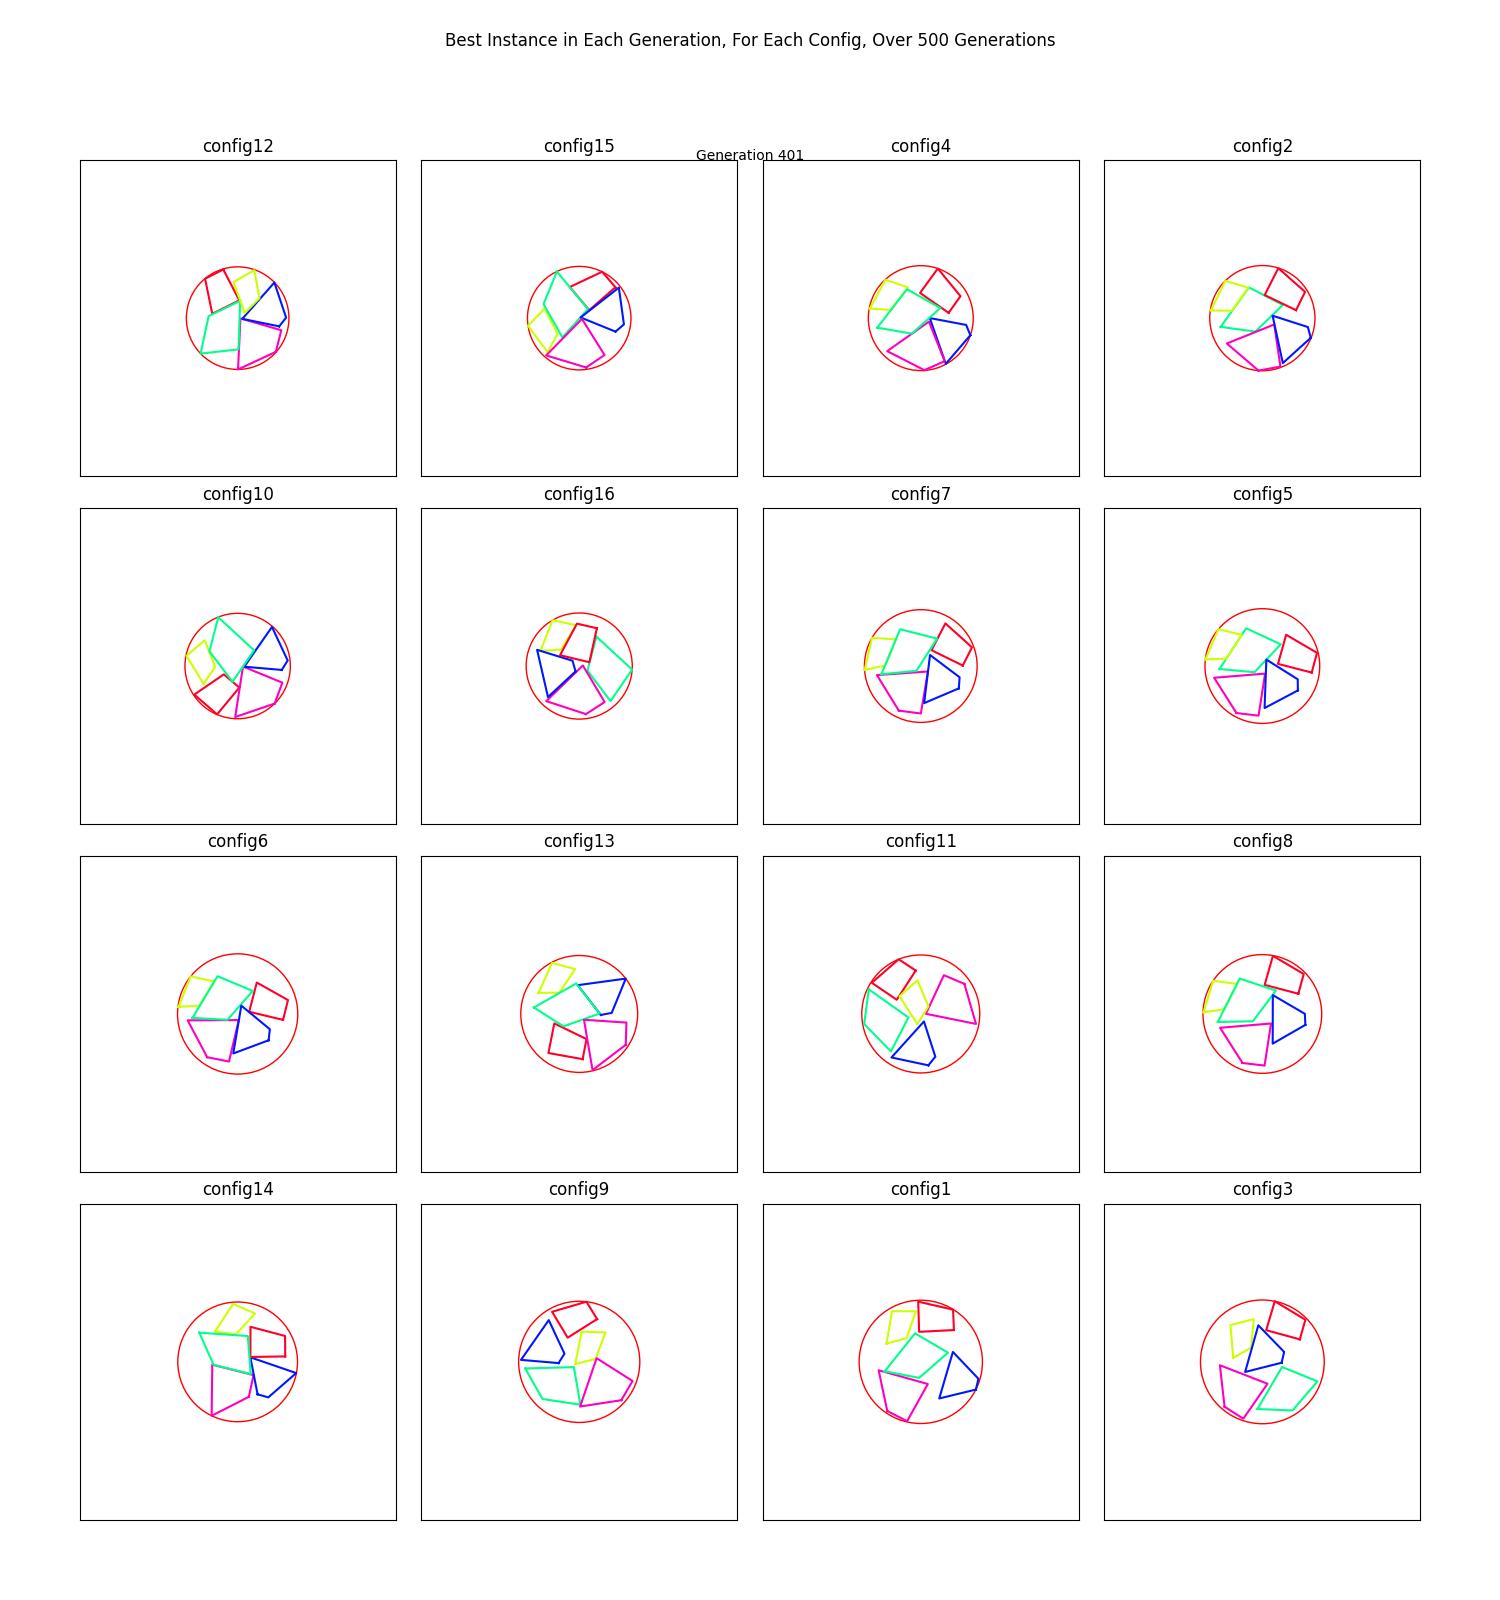 Best Instance in Each Generation, For Each Config, Over 500 Generations
Generation 401
config12
config15
config4
config2
config10
config16
config7
config5
config6
config13
config11
config8
config14
config9
config1
config3